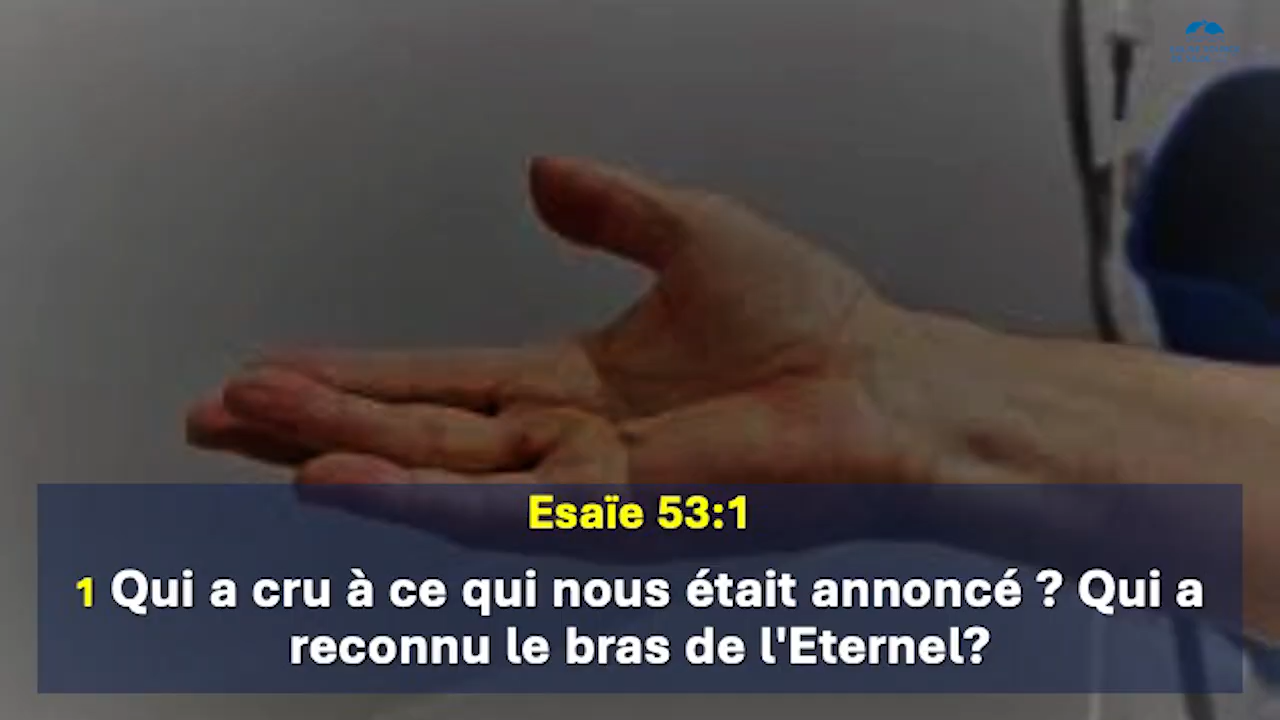 Esaïe 53:1
1 Qui a cru à ce qui nous était annoncé ? Qui a
reconnu le bras de l'Eternel?